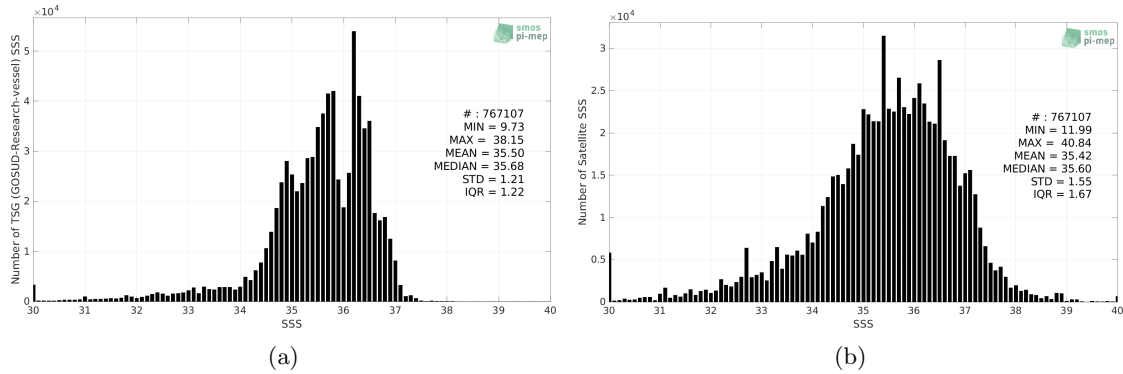 ×10⁴
5
4
3
2
1
0
Number of TSG (GOSUD-Research-vessel) SSS
30 31 32 33 34 35 36 37 38 39 40
SSS
smos
pi-mep
# : 767107
MIN = 9.73
MAX = 38.15
MEAN = 35.50
MEDIAN = 35.68
STD = 1.21
IQR = 1.22
(a)
×10⁴
3
2.5
2
1.5
1
0.5
0
Number of Satellite SSS
30 31 32 33 34 35 36 37 38 39 40
SSS
smos
pi-mep
# : 767107
MIN = 11.99
MAX = 40.84
MEAN = 35.42
MEDIAN = 35.60
STD = 1.55
IQR = 1.67
(b)